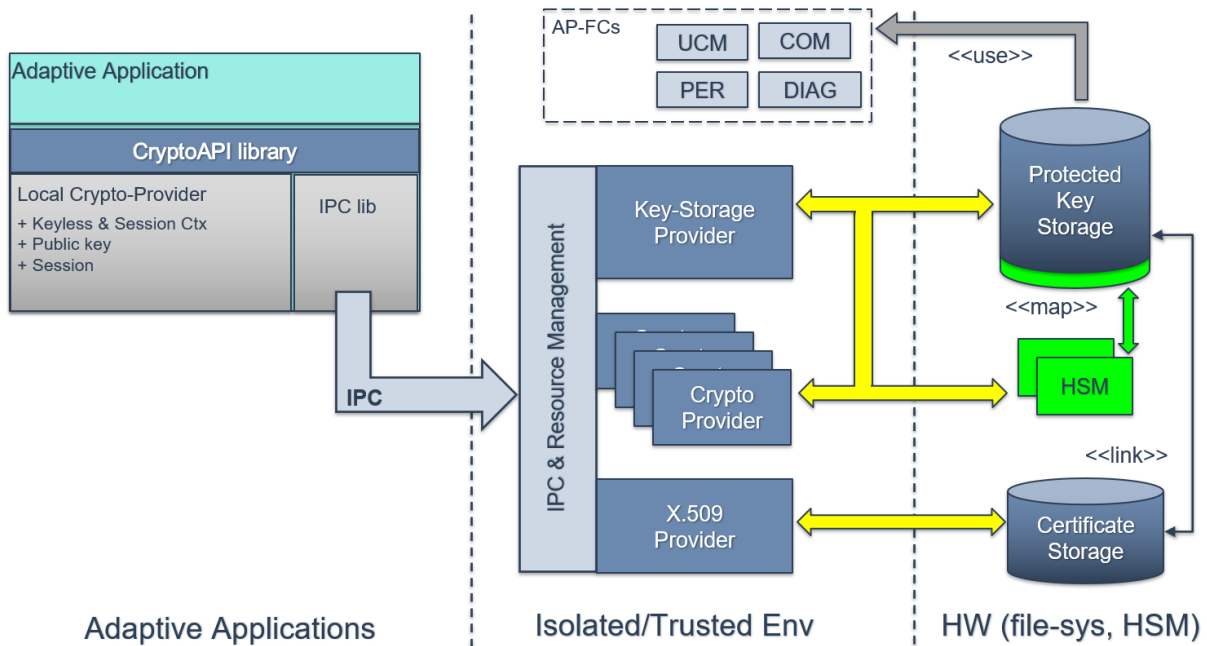 AP-FCs
UCM
COM
PER
DIAG
<<use>>
Adaptive Application
CryptoAPI library
Local Crypto-Provider
+ Keyless & Session Ctx
+ Public key
+ Session
IPC lib
IPC
IPC & Resource Management
Key-Storage
Provider
Crypto
Provider
X.509
Provider
Protected
Key
Storage
<<map>>
HSM
<<link>>
Certificate
Storage
Adaptive Applications
Isolated/Trusted Env
HW (file-sys, HSM)